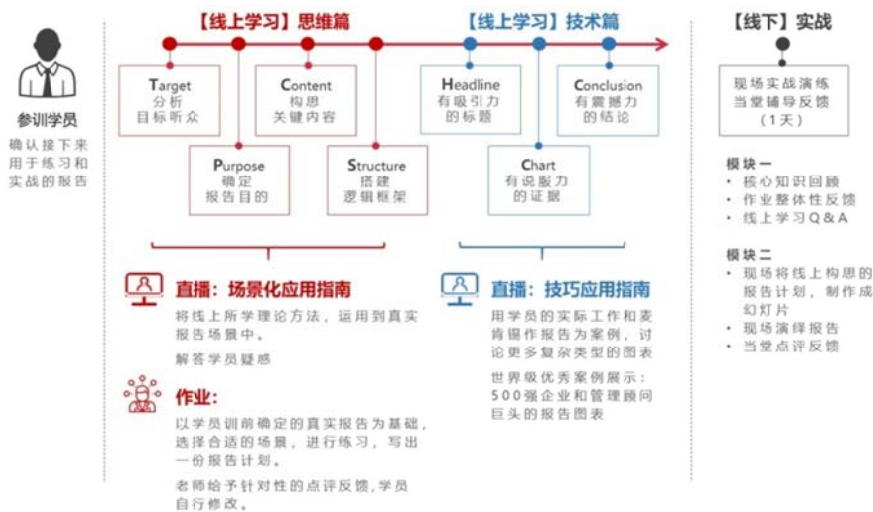 参训学员
确认接下来
用于练习和
实战的报告
【线上学习】思维篇
Target
分析
目标听众
Purpose
确定
报告目的
Content
构思
关键内容
Structure
搭建
逻辑框架
直播：场景化应用指南
将线上所学理论方法，运用到真实
报告场景中。
解答学员疑惑
作业：
以学员训前确定的真实报告为基础，
选择合适的场景，进行练习，写出
一份报告计划。
老师给予针对性的点评反馈,学员
自行修改。
【线上学习】技术篇
Headline
有吸引力
的标题
Chart
有说服力
的证据
Conclusion
有震撼力
的结论
直播：技巧应用指南
用学员的实际工作和麦
肯锡作报告为案例，讨
论更多复杂类型的图表
世界级优秀案例展示：
500强企业和管理顾问
巨头的报告图表
【线下】实战
现场实战演练
当堂辅导反馈
（1天）
模块一
• 核心知识回顾
• 作业整体性反馈
• 线上学习Q&A
模块二
• 现场将线上构思的
报告计划，制作成
幻灯片
• 现场演绎报告
• 当堂点评反馈